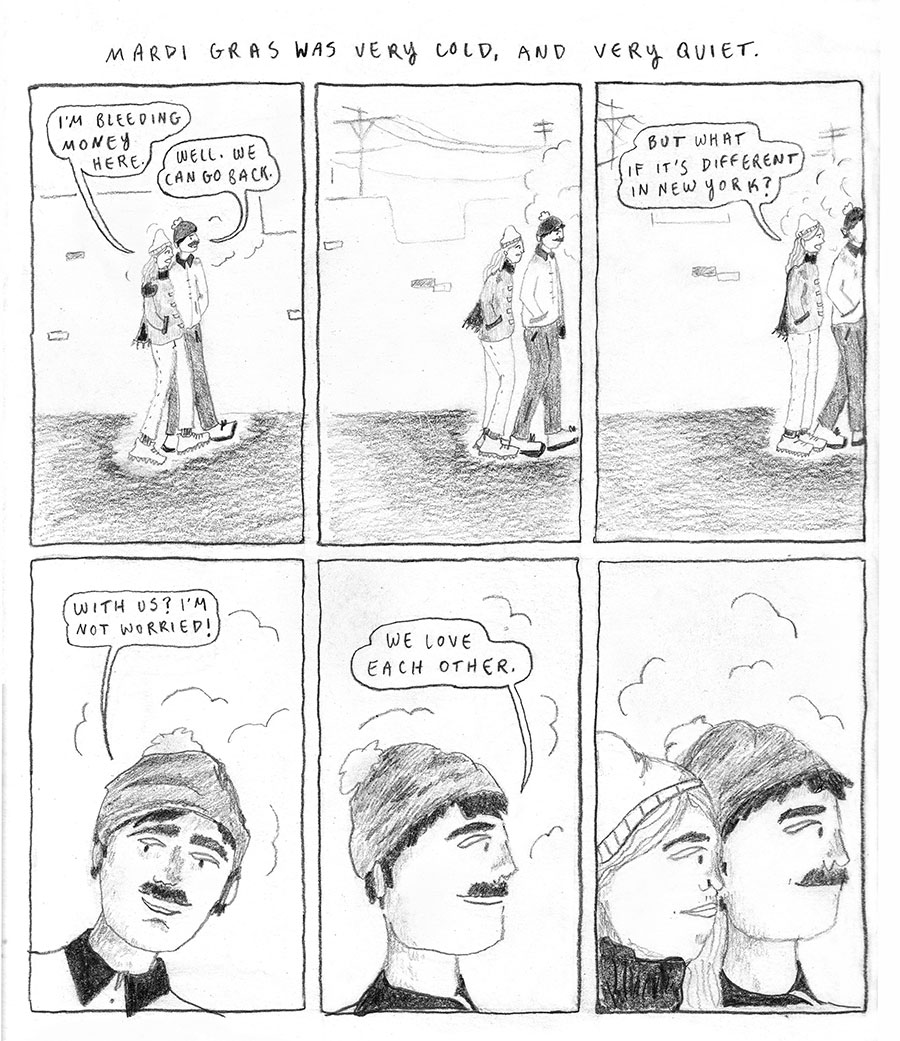 MARDI GRAS WAS VERY COLD, AND VERY QUIET.
I'M BLEEDING
MONEY
HERE.
WELL. WE
CAN GO BACK.
BUT WHAT
IF IT'S DIFFERENT
IN NEW YORK?
WITH US? I'M
NOT WORRIED!
WE LOVE
EACH OTHER.